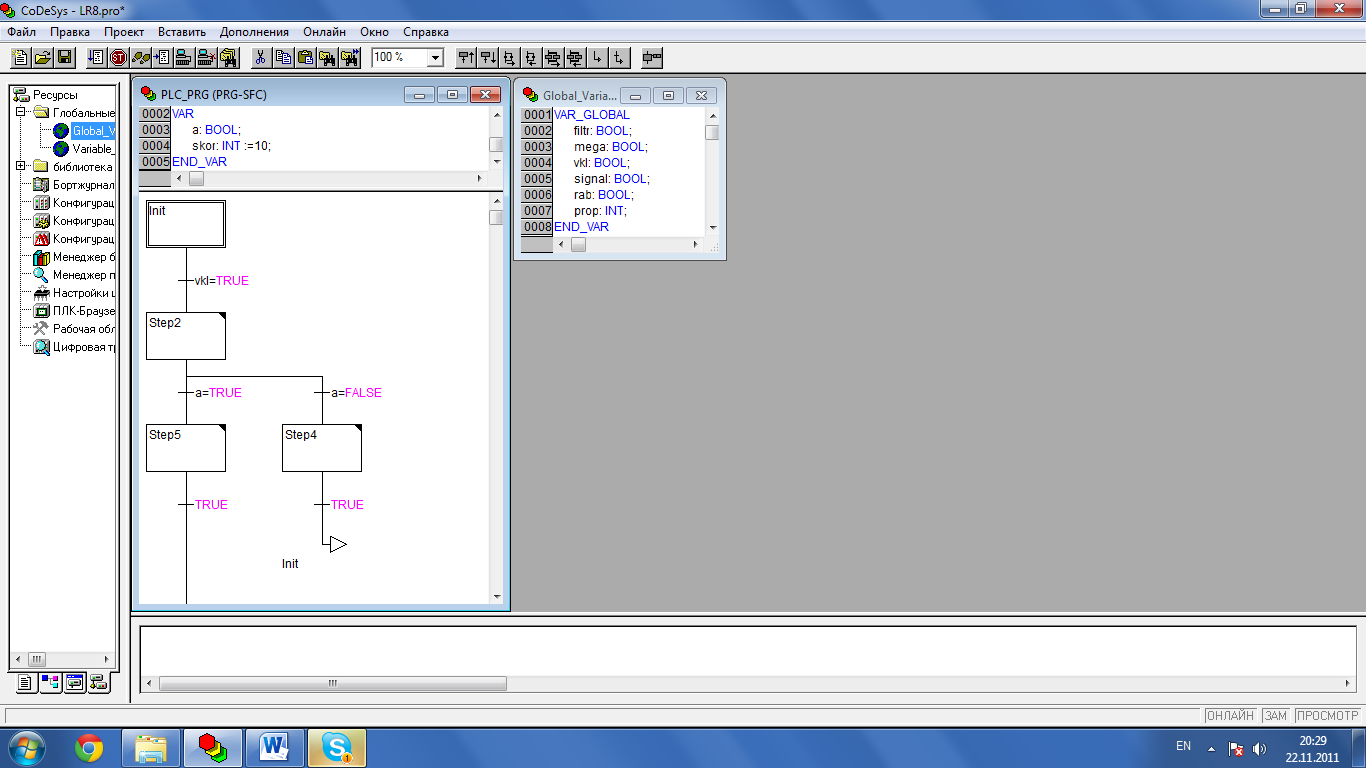 CoDeSys - LR8.pro*
Файл Правка Проект Вставить Дополнения Онлайн Окно Справка
100 %
Ресурсы
Глобальные
Global_V
Variable_
библиотека
Бортжурнал
Конфигурац
Конфигурац
Конфигурац
Менеджер б
Менеджер п
Настройки ц
ПЛК-Браузе
Рабочая обл
Цифровая тр
PLC_PRG (PRG-SFC)
0002 VAR
0003 a: BOOL;
0004 skor: INT :=10;
0005 END_VAR
Init
vkl=TRUE
Step2
a=TRUE a=FALSE
Step5 Step4
TRUE TRUE
Init
Global_Varia...
0001 VAR_GLOBAL
0002 filtr: BOOL;
0003 mega: BOOL;
0004 vkl: BOOL;
0005 signal: BOOL;
0006 rab: BOOL;
0007 prop: INT;
0008 END_VAR
ОНЛАЙН ЗАМ ПРОСМОТР
EN
20:29
22.11.2011